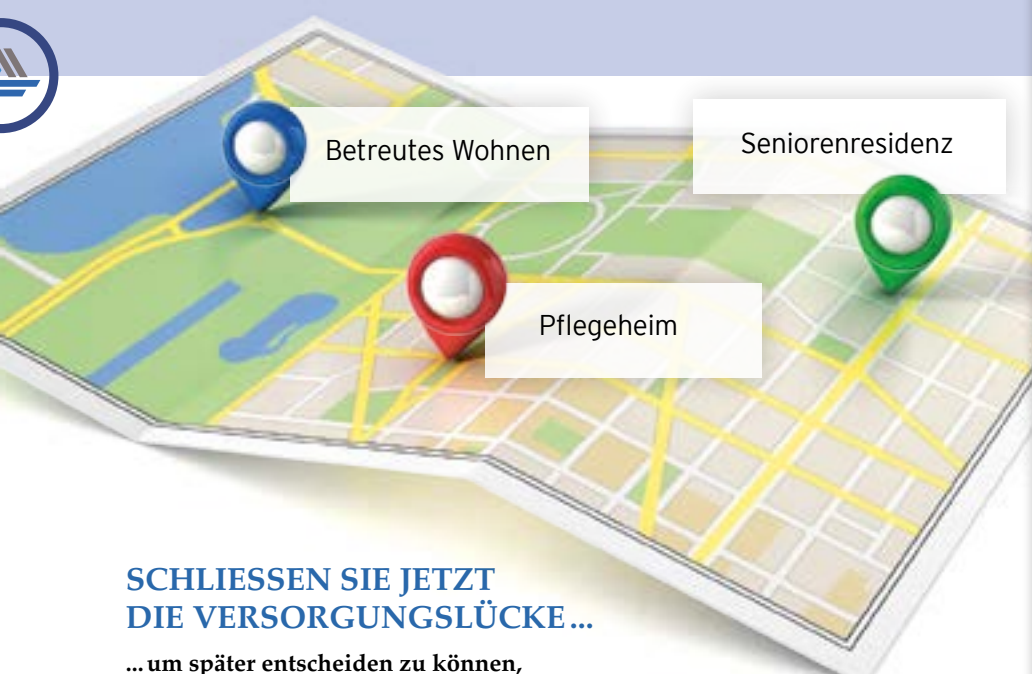 Betreutes Wohnen
Seniorenresidenz
Pflegeheim
SCHLIESSEN SIE JETZT
DIE VERSORGUNGSLÜCKE...
... um später entscheiden zu können,